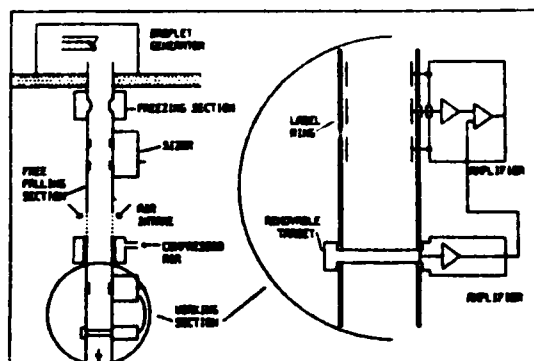 DROPLET
GENERATOR
FREEZING SECTION
SIZER
FREE
FALLING
SECTION
AIR
INTAKE
COMPRESSED
AIR
WORKING
SECTION
LABEL
RING
REMOVABLE
TARGET
AMPLIFIER
AMPLIFIER